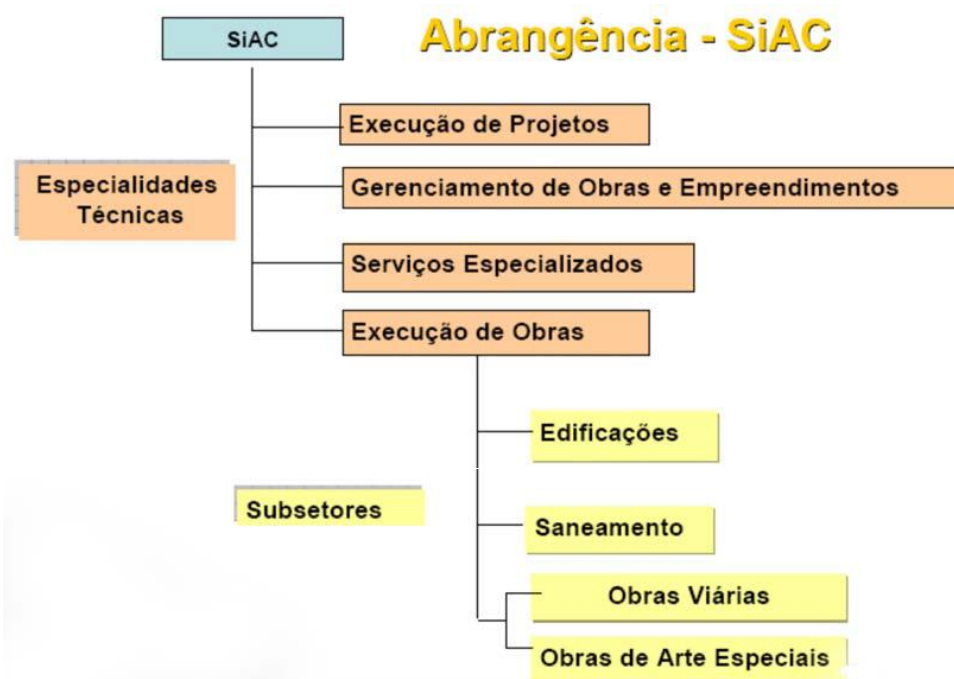 SiAC
Abrangência - SiAC
Execução de Projetos
Especialidades
Técnicas
Gerenciamento de Obras e Empreendimentos
Serviços Especializados
Execução de Obras
Edificações
Subsetores
Saneamento
Obras Viárias
Obras de Arte Especiais